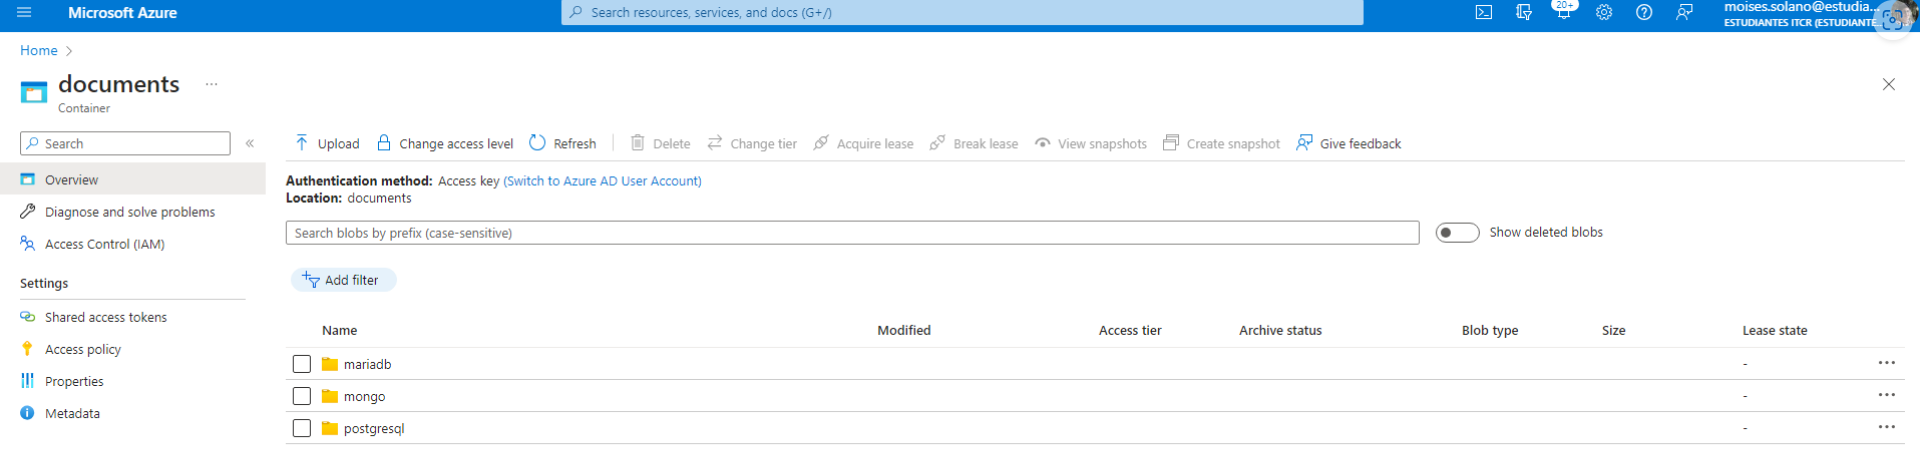 Microsoft Azure
Search resources, services, and docs (G+/)
20+
moises.solano@estudia...
ESTUDIANTES ITCR (ESTUDIANTE...
Home >
documents ...
Container
Search
«
Upload Change access level Refresh Delete Change tier Acquire lease Break lease View snapshots Create snapshot Give feedback
Overview
Diagnose and solve problems
Access Control (IAM)
Settings
Shared access tokens
Access policy
Properties
Metadata
Authentication method: Access key (Switch to Azure AD User Account)
Location: documents
Search blobs by prefix (case-sensitive)
Show deleted blobs
Add filter
Name Modified Access tier Archive status Blob type Size Lease state
mariadb - ...
mongo - ...
postgresql - ...